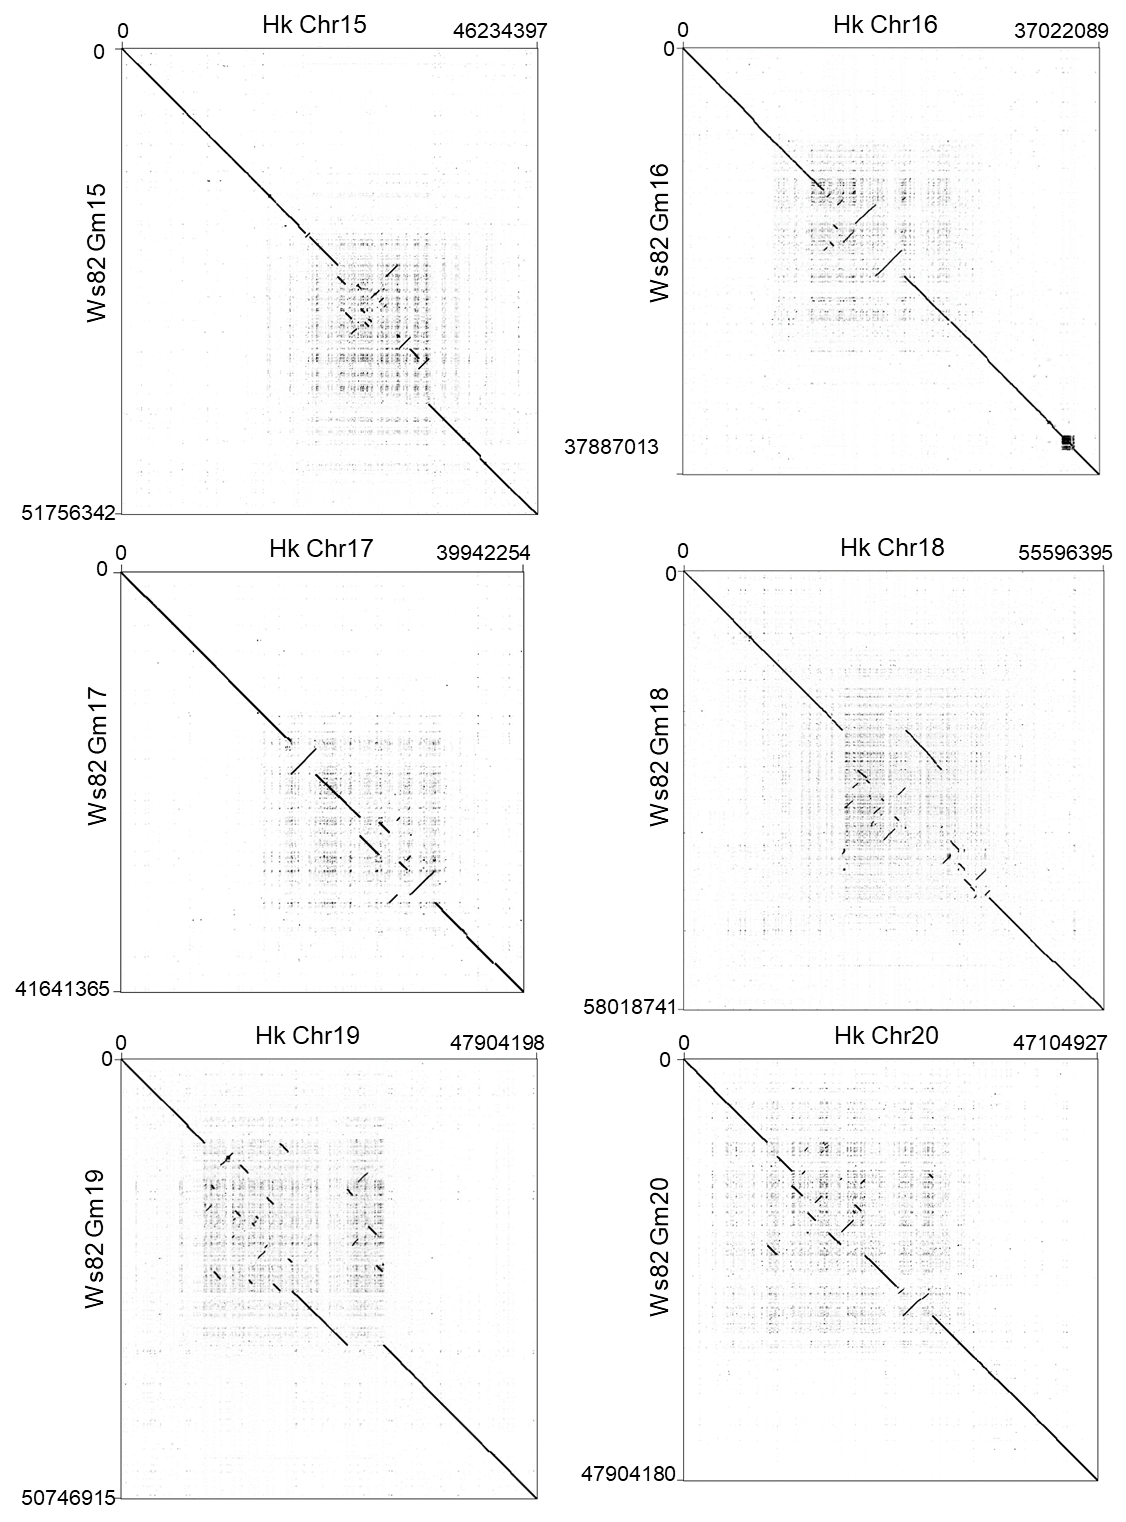 0 Hk Chr15 46234397
0
Ws82 Gm15
51756342
0 Hk Chr16 37022089
0
Ws82 Gm16
37887013
0 Hk Chr17 39942254
0
Ws82 Gm17
41641365
0 Hk Chr18 55596395
0
Ws82 Gm18
58018741
0 Hk Chr19 47904198
0
Ws82 Gm19
50746915
0 Hk Chr20 47104927
0
Ws82 Gm20
47904180